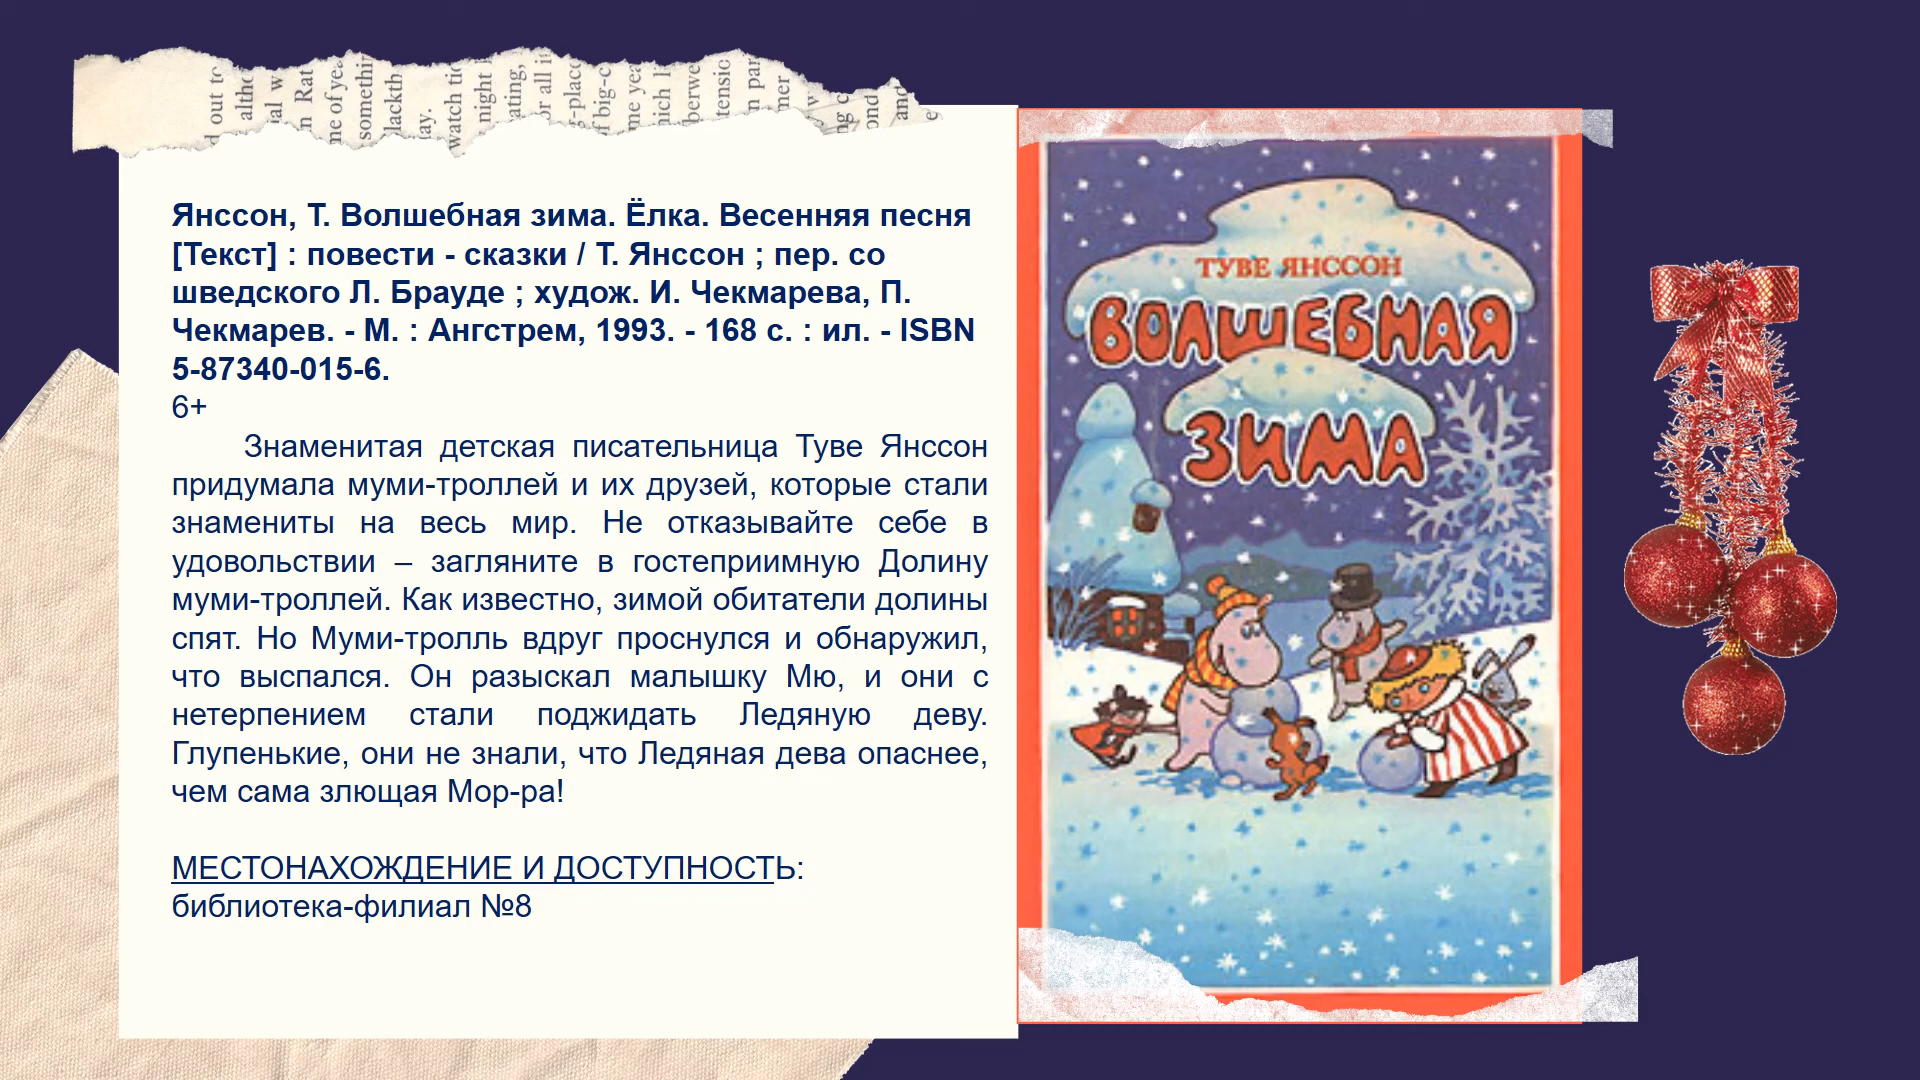 Янссон, Т. Волшебная зима. Ёлка. Весенняя песня
[Текст] : повести - сказки / Т. Янссон ; пер. со
шведского Л. Брауде ; худож. И. Чекмарева, П.
Чекмарев. - М. : Ангстрем, 1993. - 168 с. : ил. - ISBN
5-87340-015-6.
6+
Знаменитая детская писательница Туве Янссон
придумала муми-троллей и их друзей, которые стали
знамениты на весь мир. Не отказывайте себе в
удовольствии – загляните в гостеприимную Долину
муми-троллей. Как известно, зимой обитатели долины
спят. Но Муми-тролль вдруг проснулся и обнаружил,
что выспался. Он разыскал малышку Мю, и они с
нетерпением стали поджидать Ледяную деву.
Глупенькие, они не знали, что Ледяная дева опаснее,
чем сама злющая Мор-ра!
МЕСТОНАХОЖДЕНИЕ И ДОСТУПНОСТЬ:
библиотека-филиал №8
ТУВЕ ЯНССОН
ВОЛШЕБНАЯ
ЗИМА